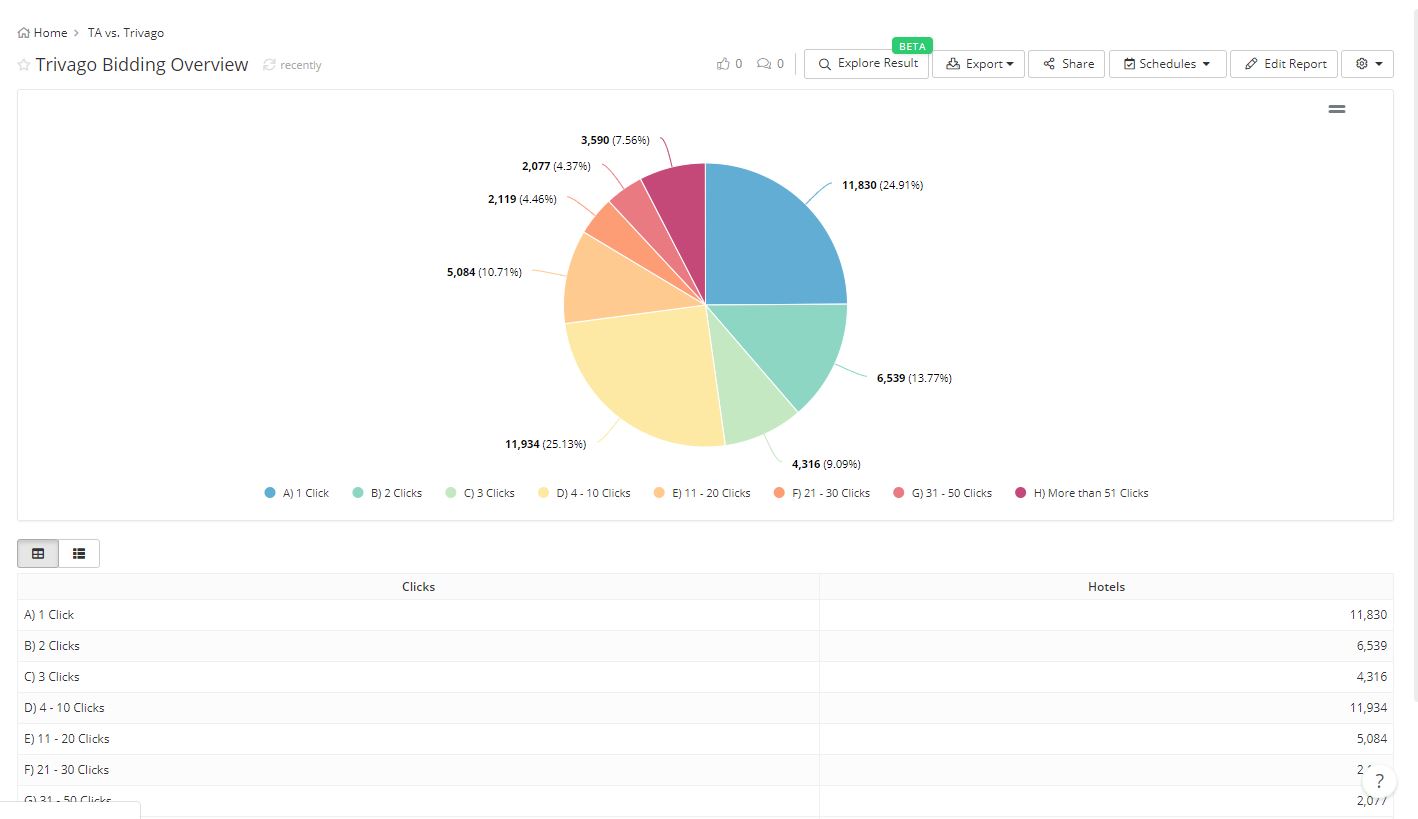 Home > TA vs. Trivago
Trivago Bidding Overview recently
0 0 Explore Result BETA Export Share Schedules Edit Report
3,590 (7.56%)
2,077 (4.37%)
11,830 (24.91%)
2,119 (4.46%)
5,084 (10.71%)
6,539 (13.77%)
11,934 (25.13%)
4,316 (9.09%)
A) 1 Click B) 2 Clicks C) 3 Clicks D) 4 - 10 Clicks E) 11 - 20 Clicks F) 21 - 30 Clicks G) 31 - 50 Clicks H) More than 51 Clicks
Clicks Hotels
A) 1 Click 11,830
B) 2 Clicks 6,539
C) 3 Clicks 4,316
D) 4 - 10 Clicks 11,934
E) 11 - 20 Clicks 5,084
F) 21 - 30 Clicks
?
G) 31 - 50 Clicks 2,077